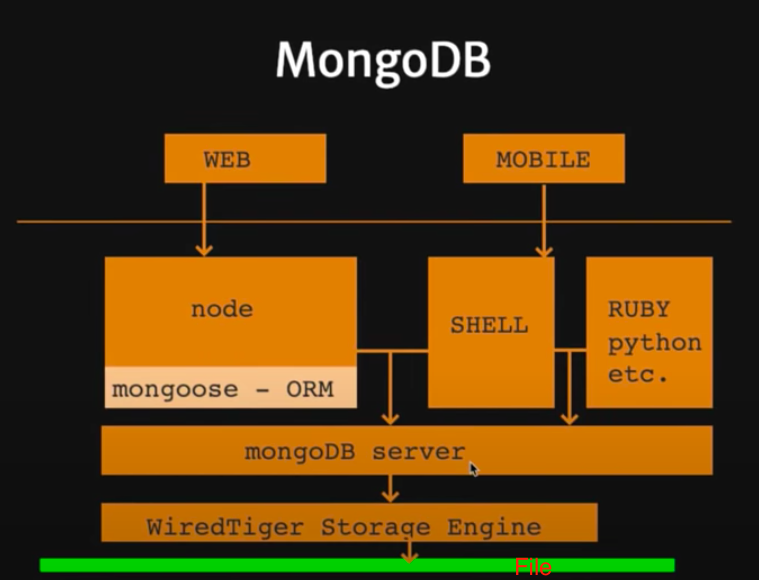 MongoDB
WEB
MOBILE
node
mongoose - ORM
SHELL
RUBY
python
etc.
mongoDB server
WiredTiger Storage Engine
File